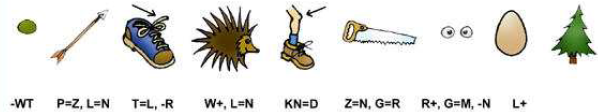 -WT P=Z, L=N T=L, -R W+, L=N KN=D Z=N, G=R R+, G=M, -N L+